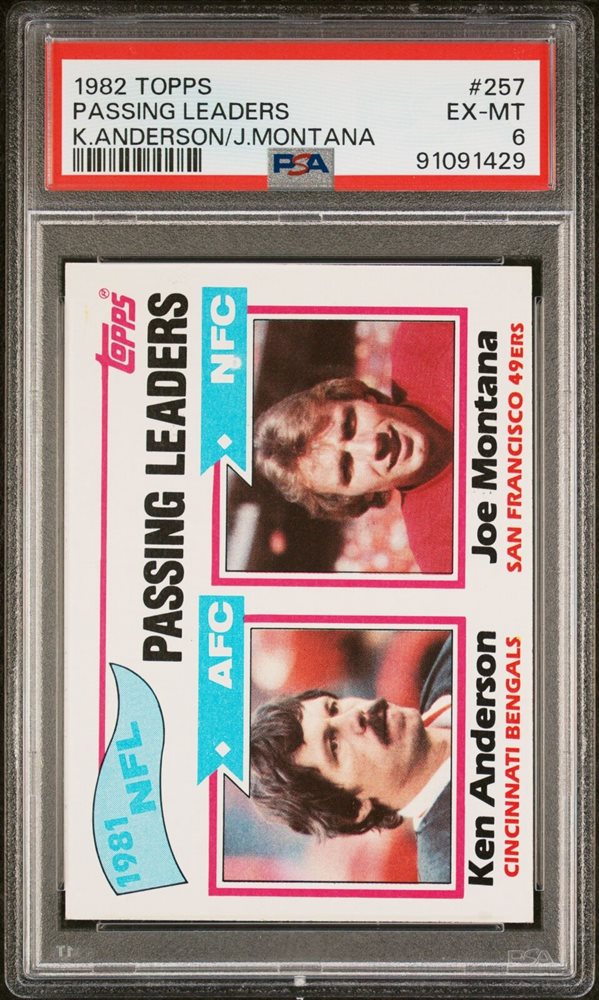 1982 TOPPS #257
PASSING LEADERS EX-MT
K.ANDERSON/J.MONTANA 6
PSA 91091429
topps®
1981 NFL
PASSING LEADERS
AFC
NFC
Ken Anderson
CINCINNATI BENGALS
Joe Montana
SAN FRANCISCO 49ERS
PSA